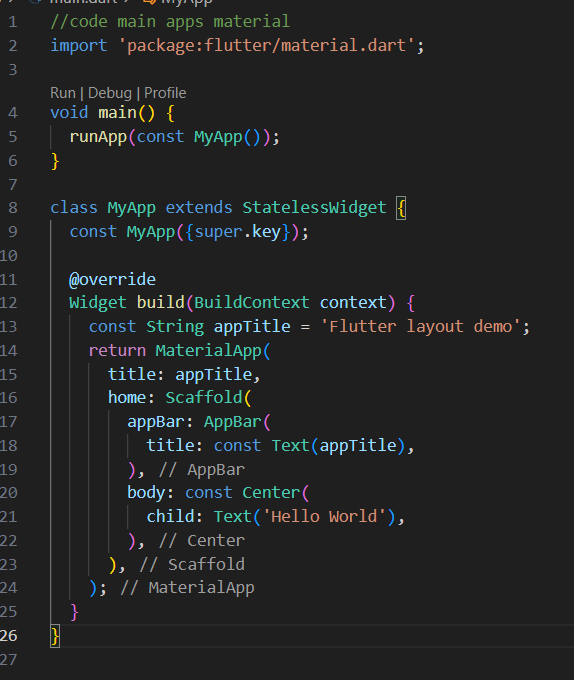 main.dart > MyApp
1 //code main apps material
2 import 'package:flutter/material.dart';
3
Run | Debug | Profile
4 void main() {
5   runApp(const MyApp());
6 }
7
8 class MyApp extends StatelessWidget {
9   const MyApp({super.key});
10
11   @override
12   Widget build(BuildContext context) {
13     const String appTitle = 'Flutter layout demo';
14     return MaterialApp(
15       title: appTitle,
16       home: Scaffold(
17         appBar: AppBar(
18           title: const Text(appTitle),
19         ), // AppBar
20         body: const Center(
21           child: Text('Hello World'),
22         ), // Center
23       ), // Scaffold
24     ); // MaterialApp
25   }
26 }
27